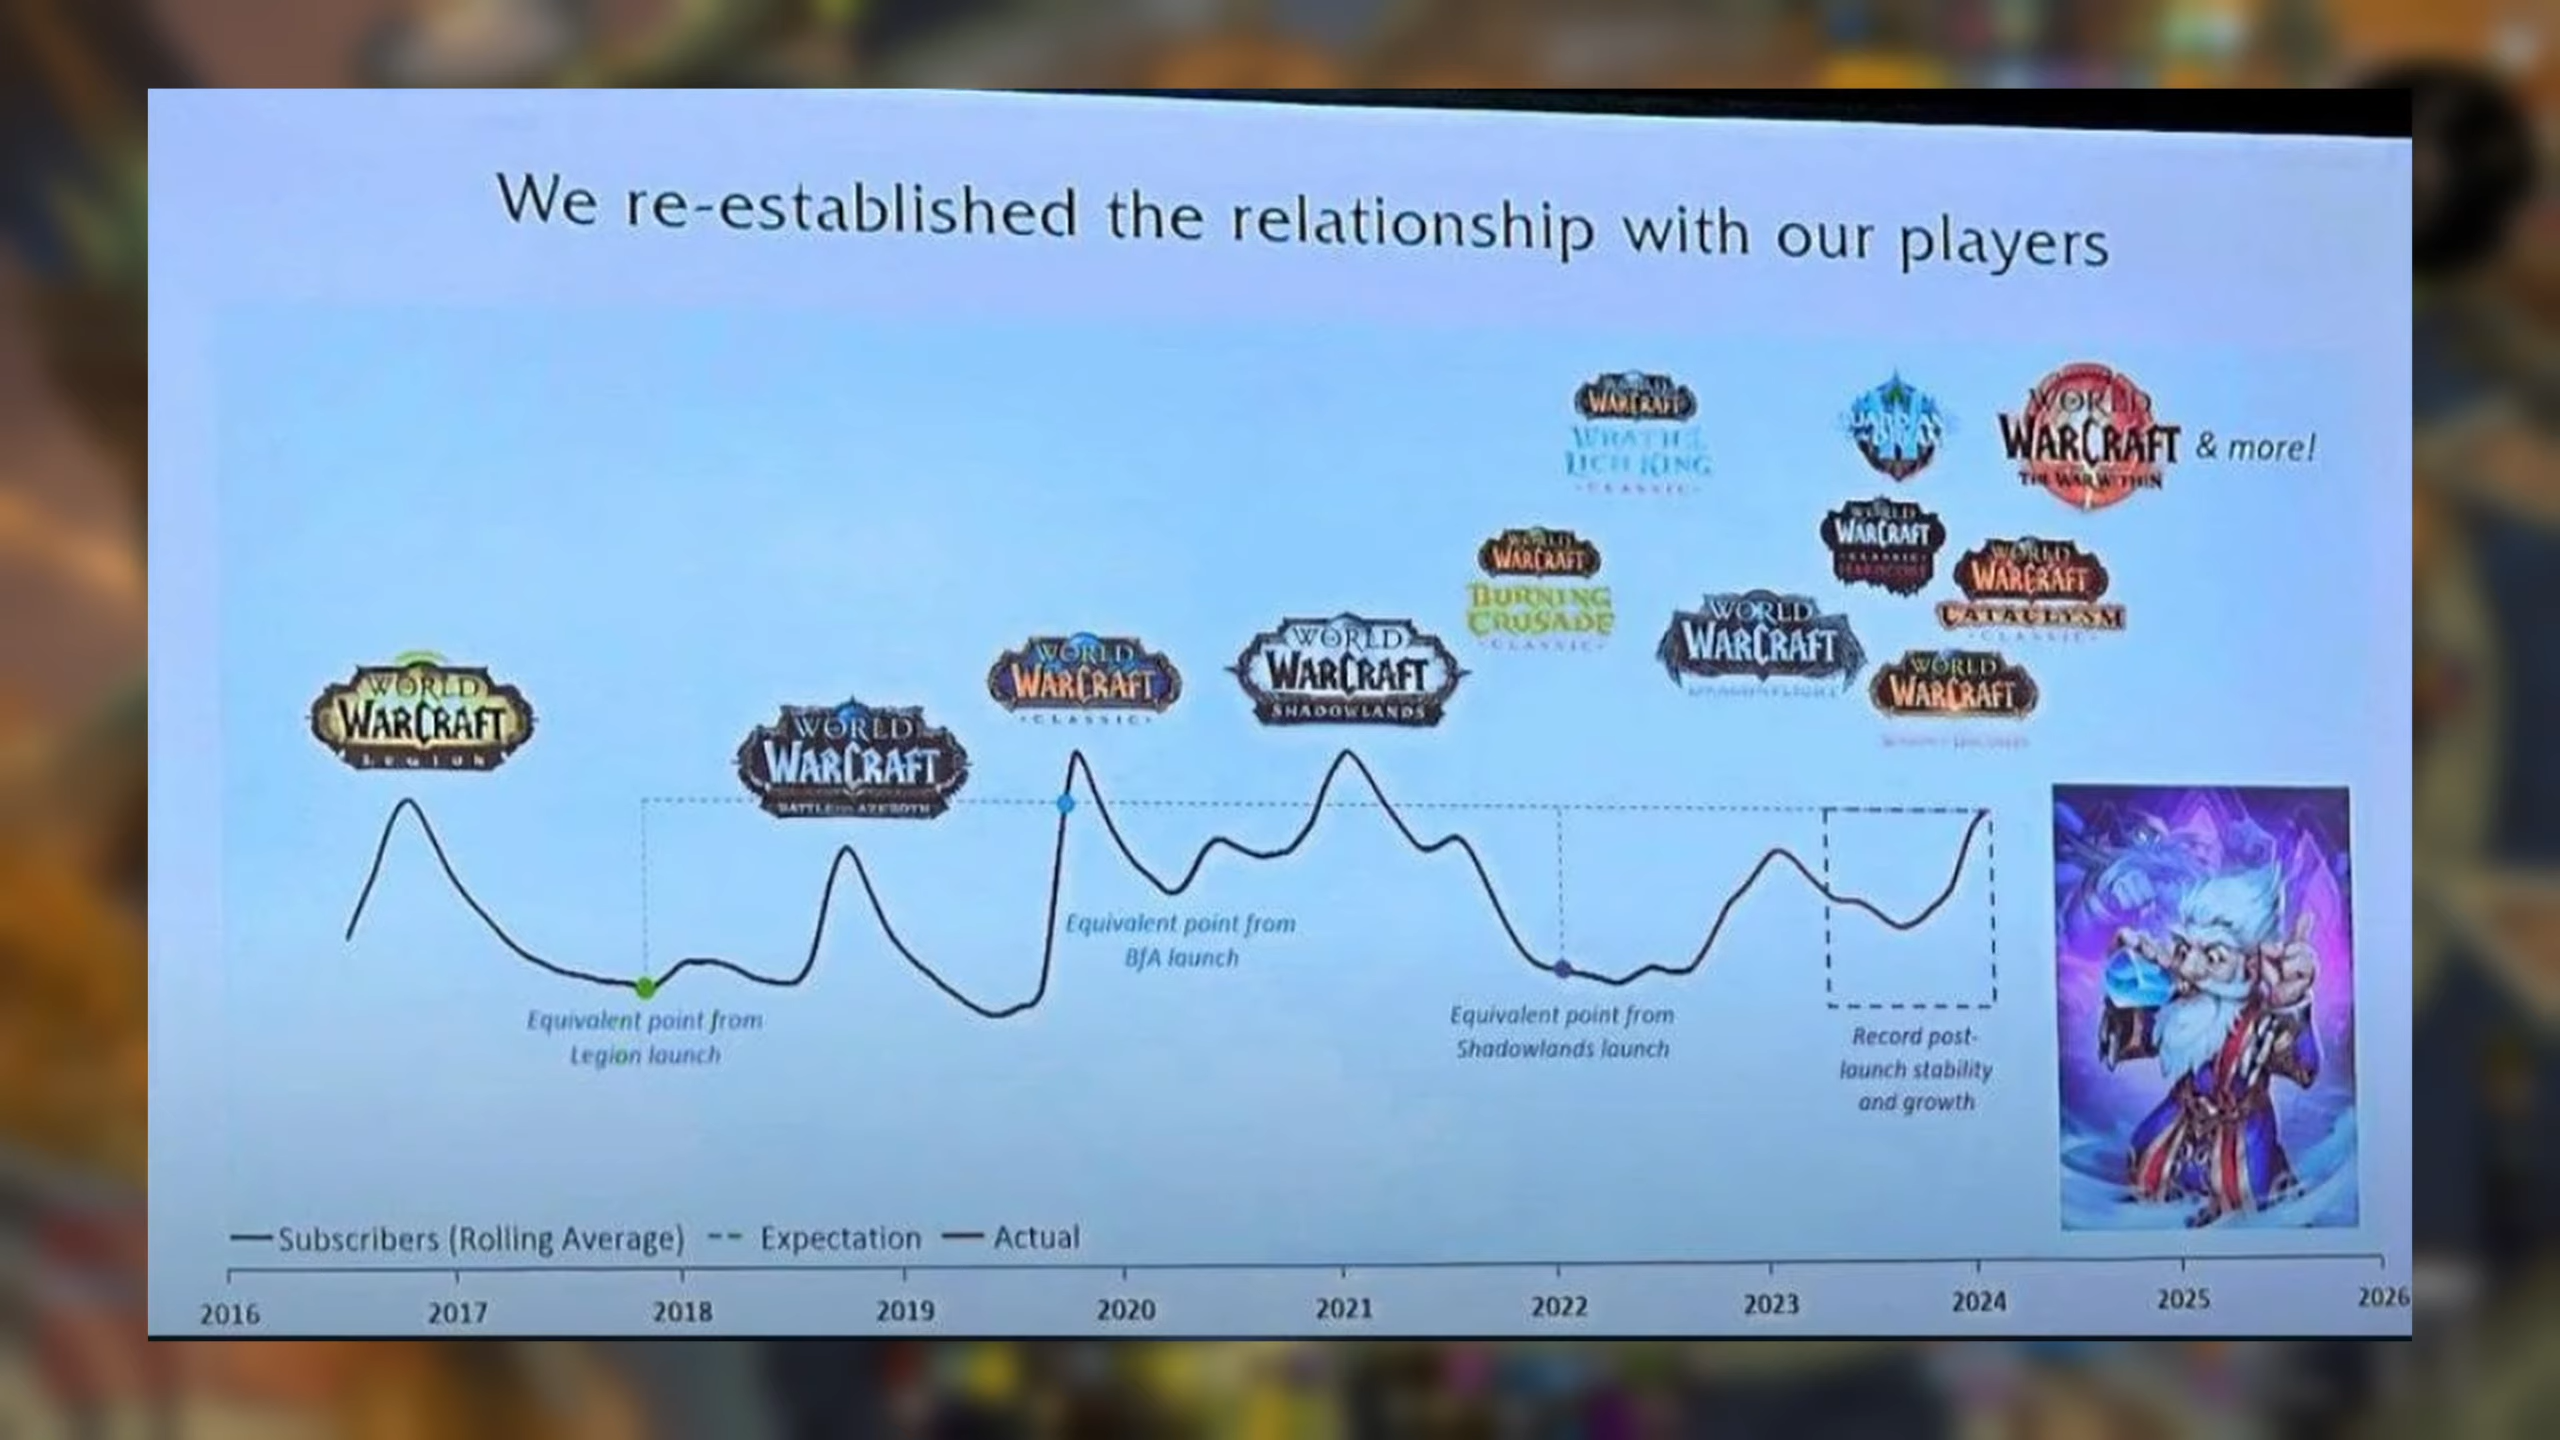 We re-established the relationship with our players
WORLD
WARCRAFT
WRATH
LICH KING
CLASSIC
WORLD
WARCRAFT
THE WAR WITHIN
& more!
WORLD
WARCRAFT
BURNING
CRUSADE
CLASSIC
WORLD
WARCRAFT
CLASSIC
WORLD
WARCRAFT
CATACLYSM
CLASSIC
WORLD
WARCRAFT
DRAGONFLIGHT
WORLD
WARCRAFT
WORLD
WARCRAFT
LEGION
WORLD
WARCRAFT
BATTLE FOR AZEROTH
WORLD
WARCRAFT
CLASSIC
WORLD
WARCRAFT
SHADOWLANDS
Equivalent point from
Legion launch
Equivalent point from
BfA launch
Equivalent point from
Shadowlands launch
Record post-
launch stability
and growth
Subscribers (Rolling Average) Expectation Actual
2016 2017 2018 2019 2020 2021 2022 2023 2024 2025 2026